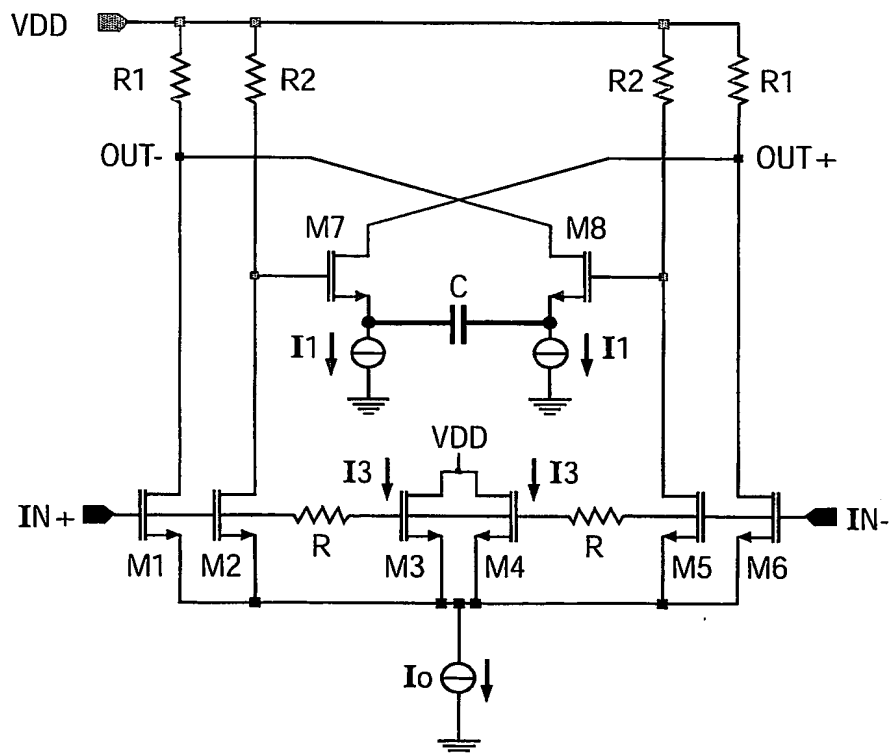 VDD
R1 R2 R2 R1
OUT- OUT+
M7 M8
C
I1 I1
VDD
I3 I3
IN+ IN-
R R
M1 M2 M3 M4 M5 M6
Io